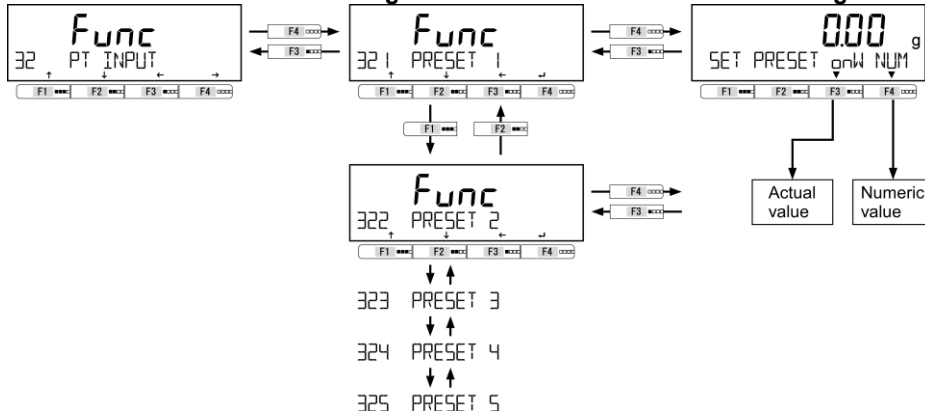 Func
32 PT INPUT
↑ ↓ ← →
F1 F2 F3 F4
F4
F3
Func
321 PRESET 1
↑ ↓ ← ↵
F1 F2 F3 F4
F4
F3
0.00 g
SET PRESET onW NUM
F1 F2 F3 F4
F1
F2
Func
322 PRESET 2
↑ ↓ ← ↵
F1 F2 F3 F4
F4
F3
Actual
value
Numeric
value
323 PRESET 3
324 PRESET 4
325 PRESET 5